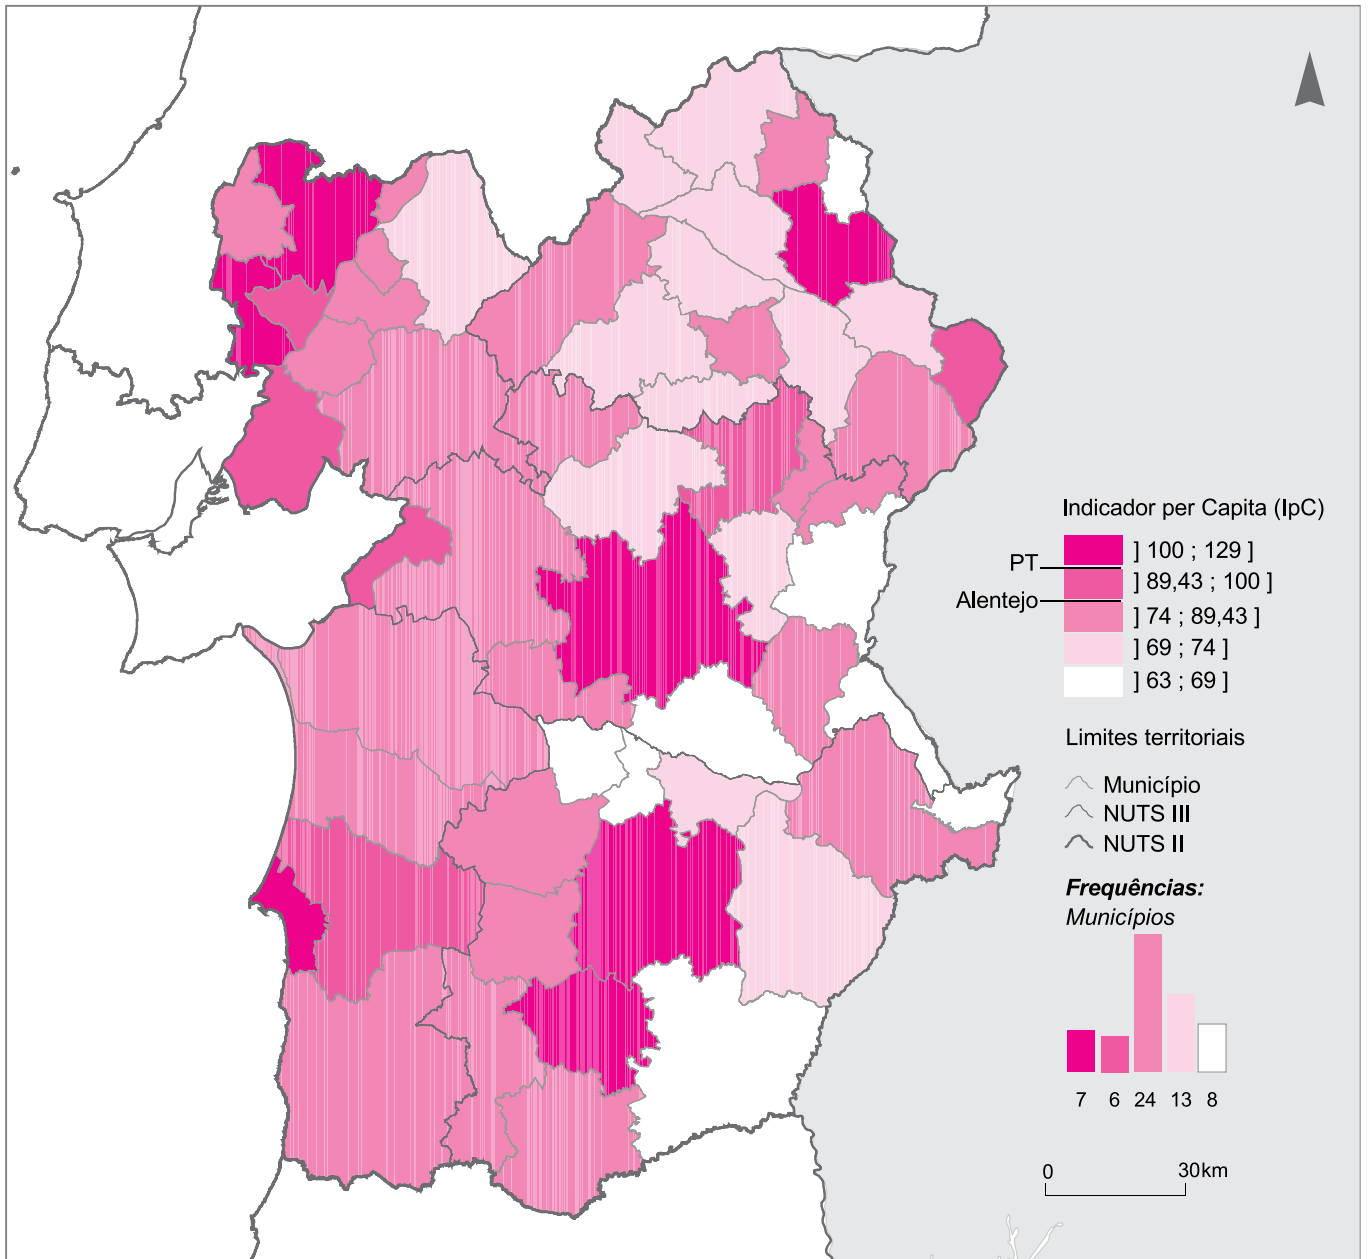 Indicador per Capita (IpC)
] 100 ; 129 ]
PT
] 89,43 ; 100 ]
Alentejo
] 74 ; 89,43 ]
] 69 ; 74 ]
] 63 ; 69 ]
Limites territoriais
Município
NUTS III
NUTS II
Frequências:
Municípios
7 6 24 13 8
0 30km